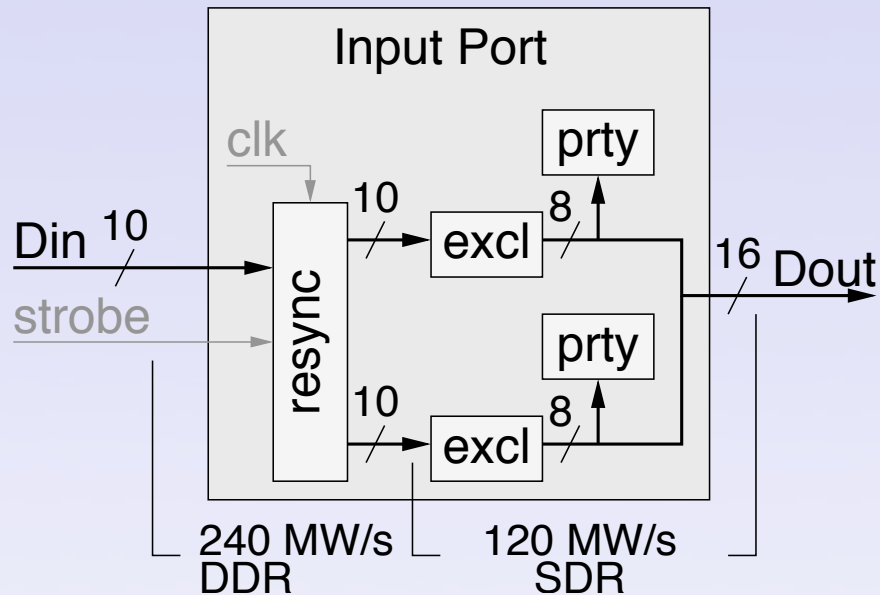 Input Port
clk
prty
10
8
Din
10
excl
16
Dout
strobe
resync
prty
10
8
excl
240 MW/s
DDR
120 MW/s
SDR